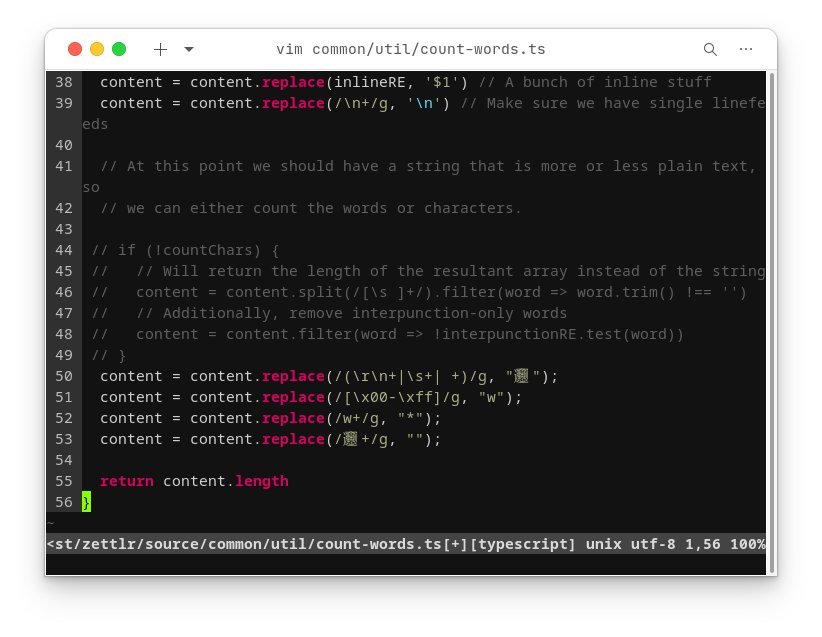 vim common/util/count-words.ts
38 content = content.replace(inlineRE, '$1') // A bunch of inline stuff
39 content = content.replace(/\n+/g, '\n') // Make sure we have single linefe
eds
40
41 // At this point we should have a string that is more or less plain text,
so
42 // we can either count the words or characters.
43
44 // if (!countChars) {
45 //   // Will return the length of the resultant array instead of the string
46 //   content = content.split(/[\s ]+/).filter(word => word.trim() !== '')
47 //   // Additionally, remove interpunction-only words
48 //   content = content.filter(word => !interpunctionRE.test(word))
49 // }
50 content = content.replace(/(\r\n+|\s+| +)/g, "");
51 content = content.replace(/[\x00-\xff]/g, "w");
52 content = content.replace(/w+/g, "*");
53 content = content.replace(/+/g, "");
54
55 return content.length
56 }
~
<st/zettlr/source/common/util/count-words.ts[+][typescript] unix utf-8 1,56 100%